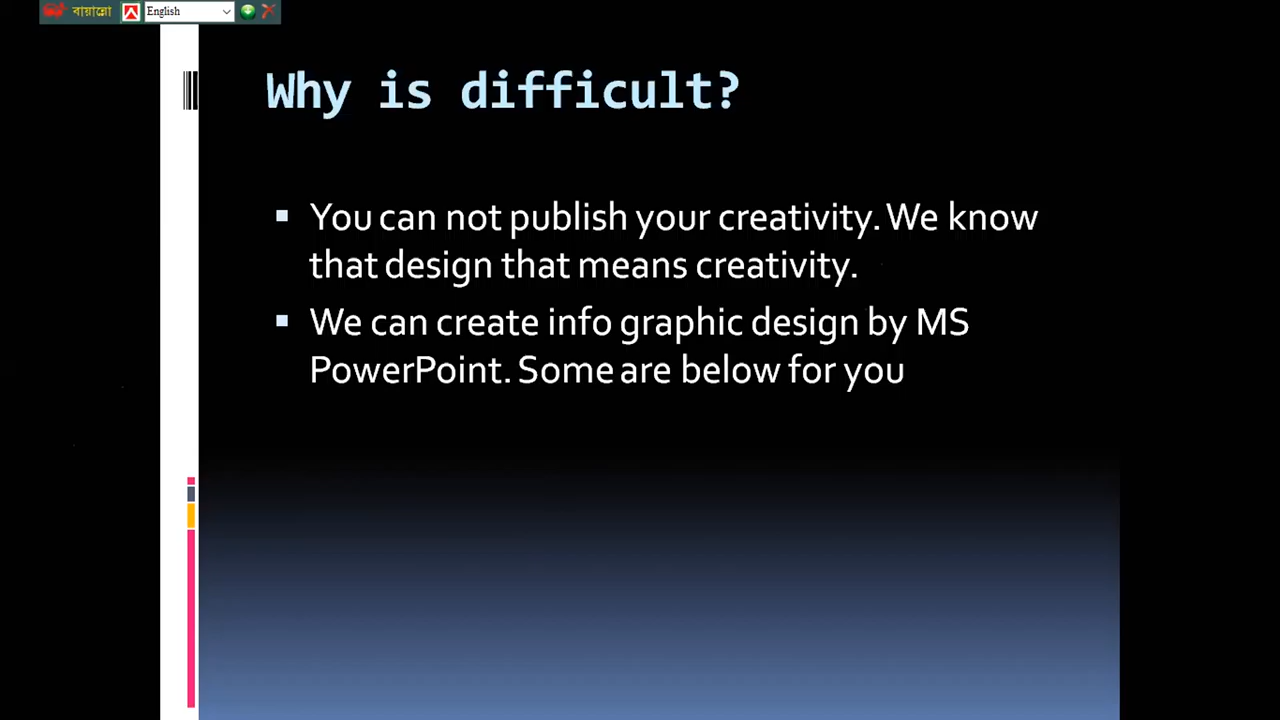 বায়ান্নো English
Why is difficult?
You can not publish your creativity. We know
that design that means creativity.
We can create info graphic design by MS
PowerPoint. Some are below for you